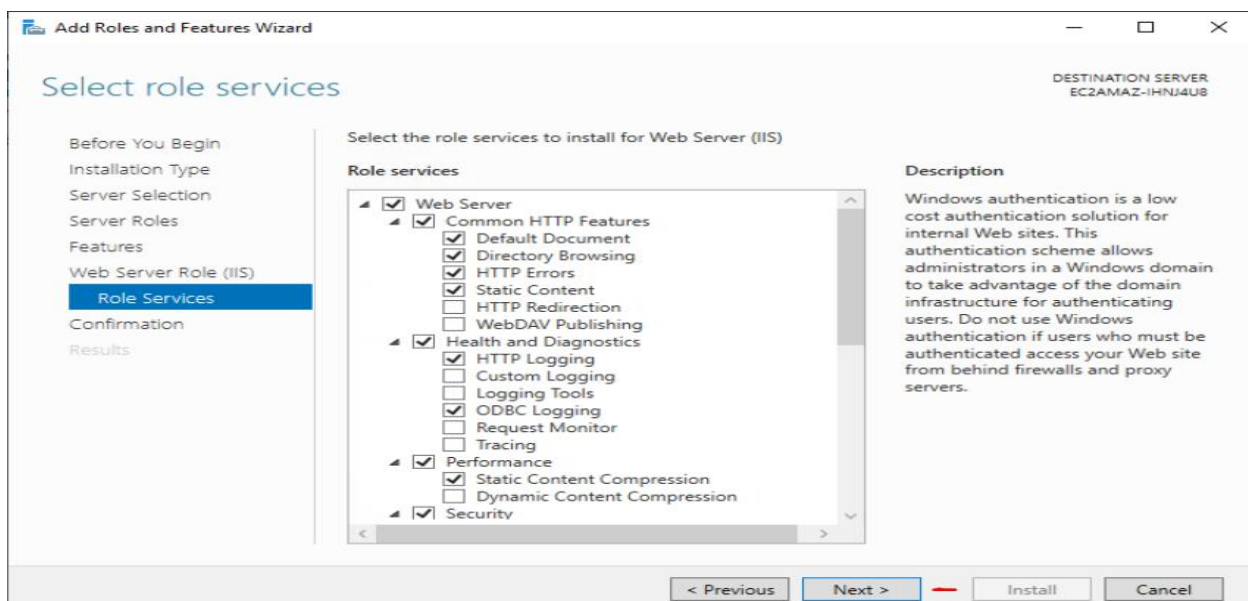 Add Roles and Features Wizard
Select role services
DESTINATION SERVER
EC2AMAZ-IHNJ4U8
Before You Begin
Installation Type
Server Selection
Server Roles
Features
Web Server Role (IIS)
Role Services
Confirmation
Results
Select the role services to install for Web Server (IIS)
Role services
Web Server
Common HTTP Features
Default Document
Directory Browsing
HTTP Errors
Static Content
HTTP Redirection
WebDAV Publishing
Health and Diagnostics
HTTP Logging
Custom Logging
Logging Tools
ODBC Logging
Request Monitor
Tracing
Performance
Static Content Compression
Dynamic Content Compression
Security
Description
Windows authentication is a low
cost authentication solution for
internal Web sites. This
authentication scheme allows
administrators in a Windows domain
to take advantage of the domain
infrastructure for authenticating
users. Do not use Windows
authentication if users who must be
authenticated access your Web site
from behind firewalls and proxy
servers.
< Previous
Next >
Install
Cancel